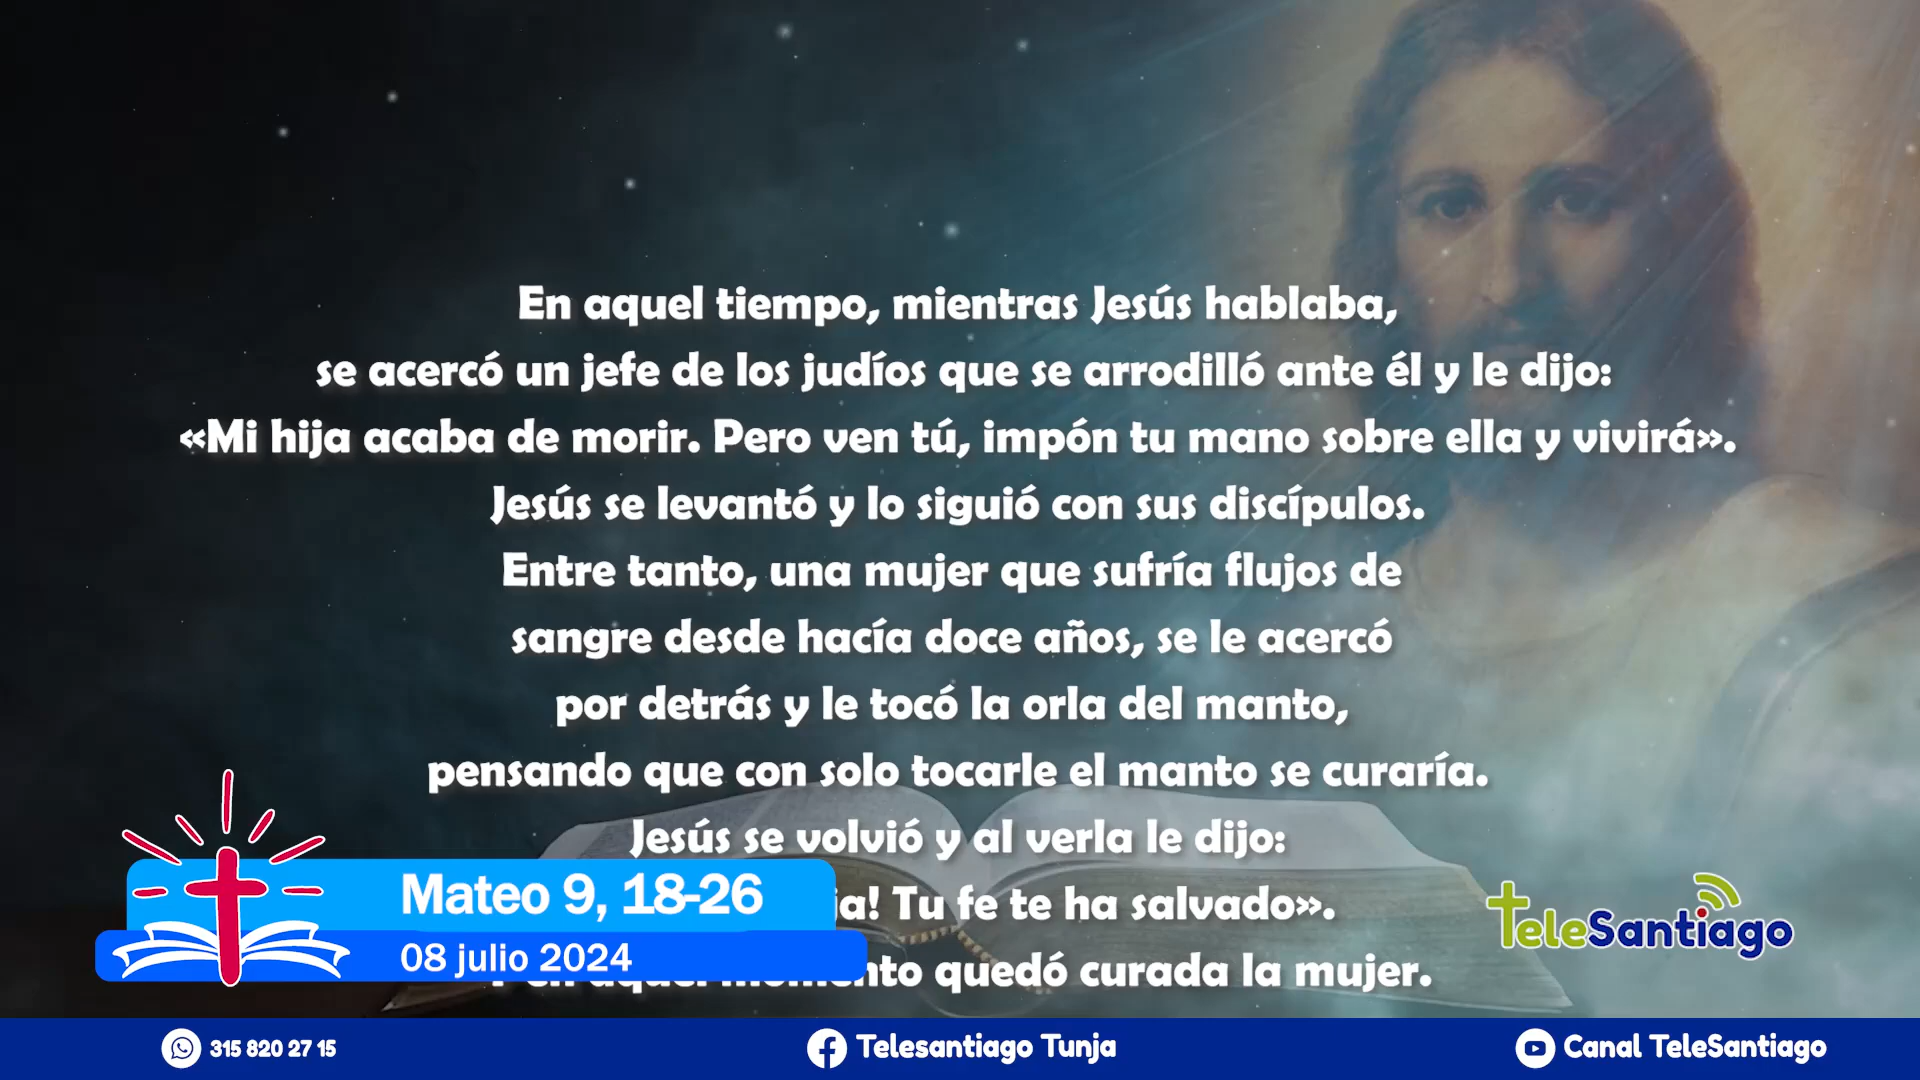 En aquel tiempo, mientras Jesús hablaba,
se acercó un jefe de los judíos que se arrodilló ante él y le dijo:
«Mi hija acaba de morir. Pero ven tú, impón tu mano sobre ella y vivirá».
Jesús se levantó y lo siguió con sus discípulos.
Entre tanto, una mujer que sufría flujos de
sangre desde hacía doce años, se le acercó
por detrás y le tocó la orla del manto,
pensando que con solo tocarle el manto se curaría.
Jesús se volvió y al verla le dijo:
Tu fe te ha salvado».
quedó curada la mujer.
Mateo 9, 18-26
08 julio 2024
TeleSantiago
315 820 27 15
Telesantiago Tunja
Canal TeleSantiago